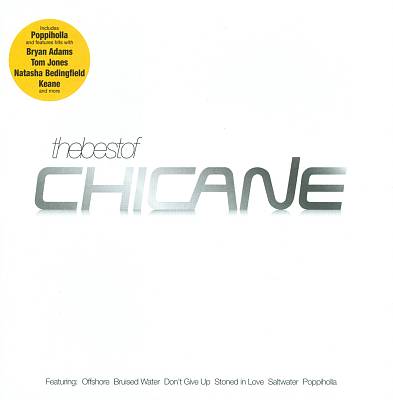 Includes
Poppiholla
and features hits with
Bryan Adams
Tom Jones
Natasha Bedingfield
Keane
and more
thebestof
CHICANE
Featuring: Offshore Bruised Water Don't Give Up Stoned in Love Saltwater Poppiholla